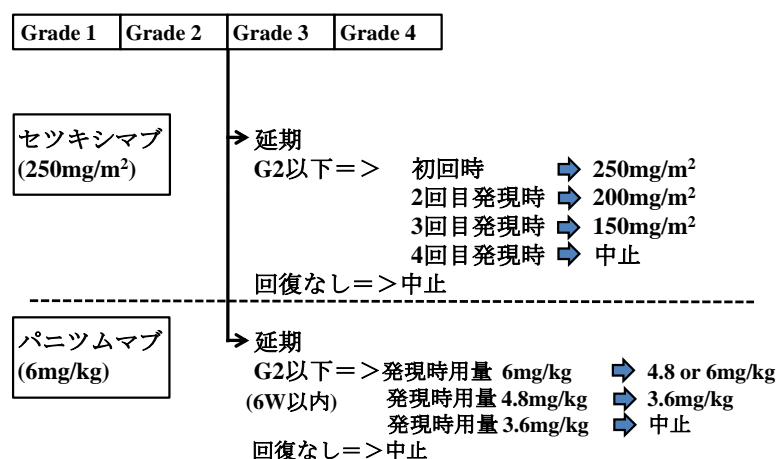 Grade 1 Grade 2 Grade 3 Grade 4
セツキシマブ
(250mg/m²)
延期
G2以下＝＞ 初回時 250mg/m²
2回目発現時 200mg/m²
3回目発現時 150mg/m²
4回目発現時 中止
回復なし＝＞中止
パニツムマブ
(6mg/kg)
延期
G2以下＝＞発現時用量 6mg/kg 4.8 or 6mg/kg
(6W以内) 発現時用量 4.8mg/kg 3.6mg/kg
発現時用量 3.6mg/kg 中止
回復なし＝＞中止